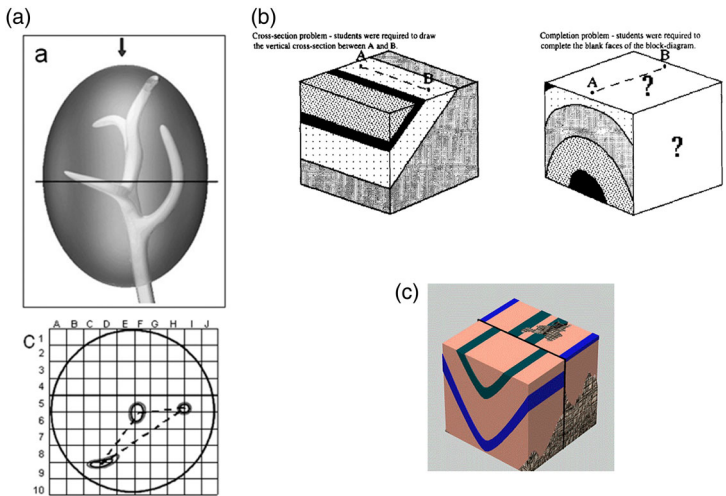 (a)
a
C
A B C D E F G H I J
1
2
3
4
5
6
7
8
9
10
(b)
Cross-section problem - students were required to draw
the vertical cross-section between A and B.
A
B
Completion problem - students were required to
complete the blank faces of the block-diagram.
B
A
?
?
(c)